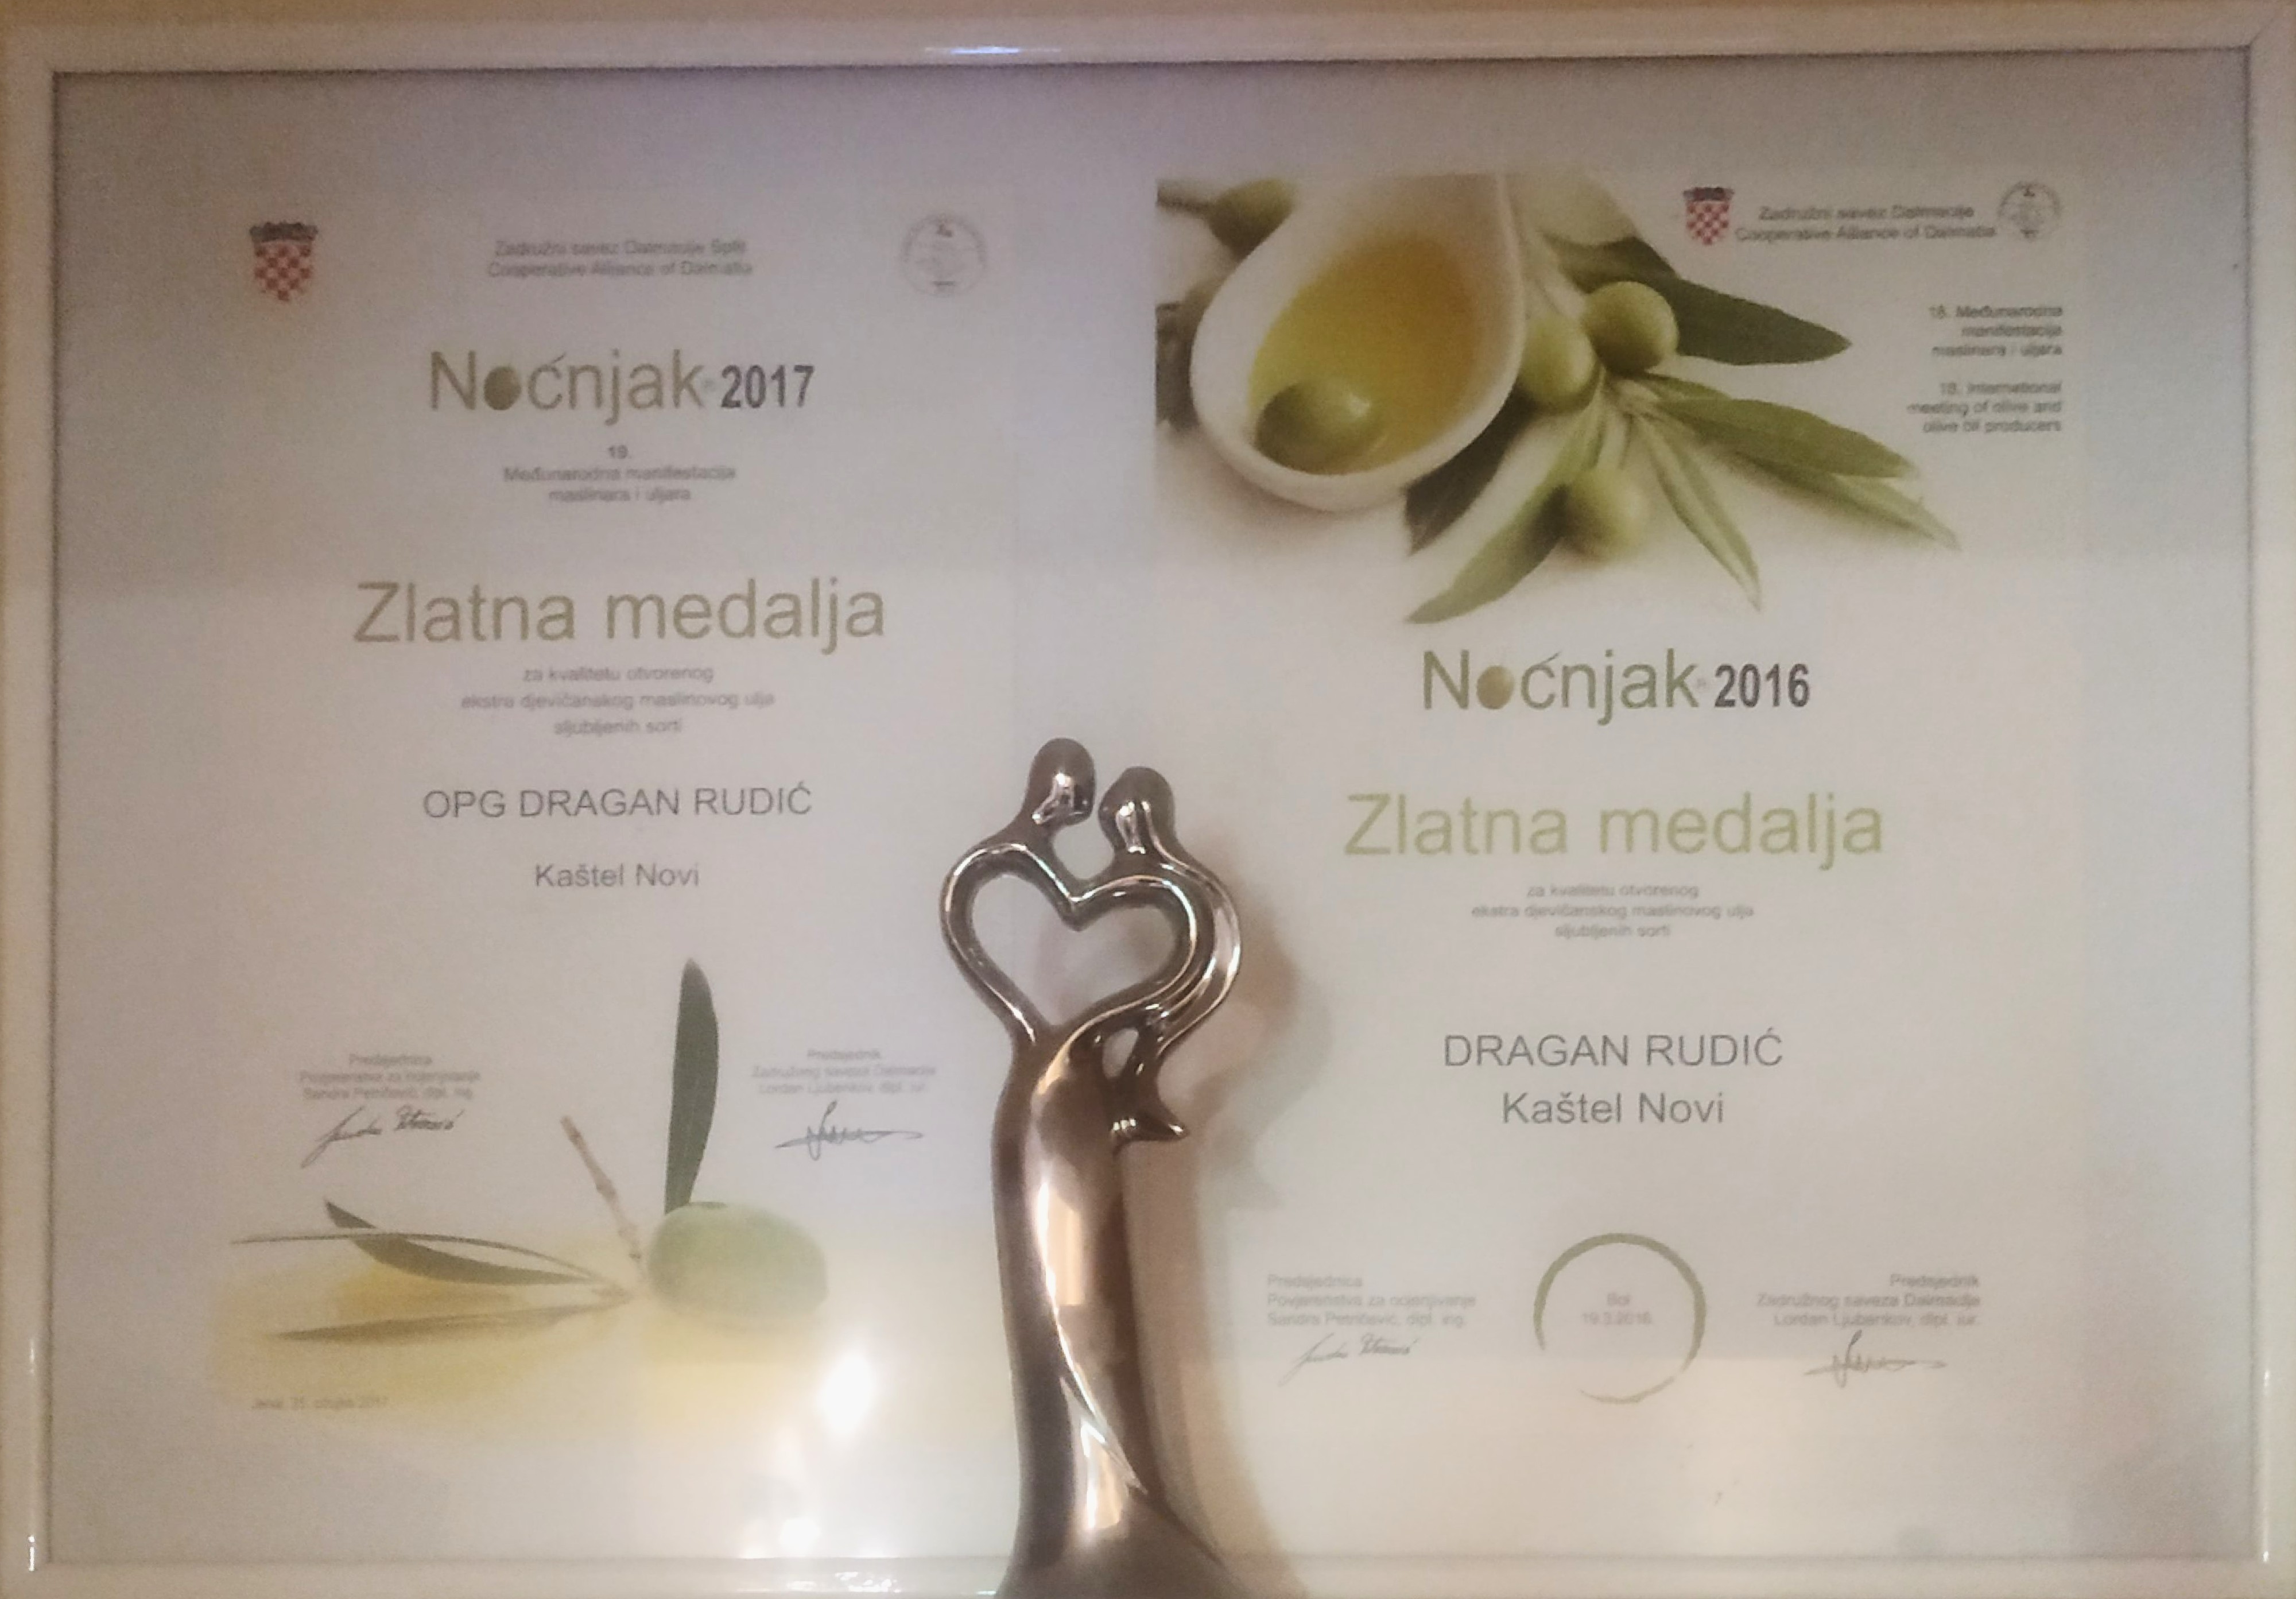 Zadružni savez Dalmacije Split
Cooperative Alliance of Dalmatia
Noćnjak 2017
19.
Međunarodna manifestacija
maslinara i uljara
Zlatna medalja
za kvalitetu otvorenog
ekstra djevičanskog maslinovog ulja
sljubljenih sorti
OPG DRAGAN RUDIĆ
Kaštel Novi
Predsjednica
Povjerenstva za ocjenjivanje
Sandra Petričević, dipl. ing.
Predsjednik
Zadružnog saveza Dalmacije
Lordan Ljubenkov, dipl. iur.
Zadružni savez Dalmacije
Cooperative Alliance of Dalmatia
18. Međunarodna
manifestacija
maslinara i uljara
18. International
meeting of olive and
olive oil producers
Noćnjak 2016
Zlatna medalja
za kvalitetu otvorenog
ekstra djevičanskog maslinovog ulja
sljubljenih sorti
DRAGAN RUDIĆ
Kaštel Novi
Predsjednica
Povjerenstva za ocjenjivanje
Sandra Petričević, dipl. ing.
Bol
19.3.2016.
Predsjednik
Zadružnog saveza Dalmacije
Lordan Ljubenkov, dipl. iur.